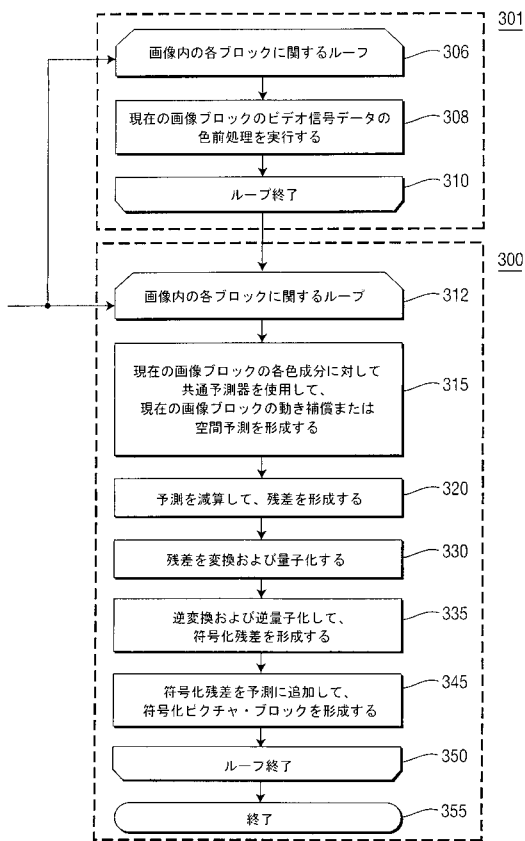 301
画像内の各ブロックに関するループ
306
現在の画像ブロックのビデオ信号データの
色前処理を実行する
308
ループ終了
310
300
画像内の各ブロックに関するループ
312
現在の画像ブロックの各色成分に対して
共通予測器を使用して、
現在の画像ブロックの動き補償または
空間予測を形成する
315
予測を減算して、残差を形成する
320
残差を変換および量子化する
330
逆変換および逆量子化して、
符号化残差を形成する
335
符号化残差を予測に追加して、
符号化ピクチャ・ブロックを形成する
345
ループ終了
350
終了
355